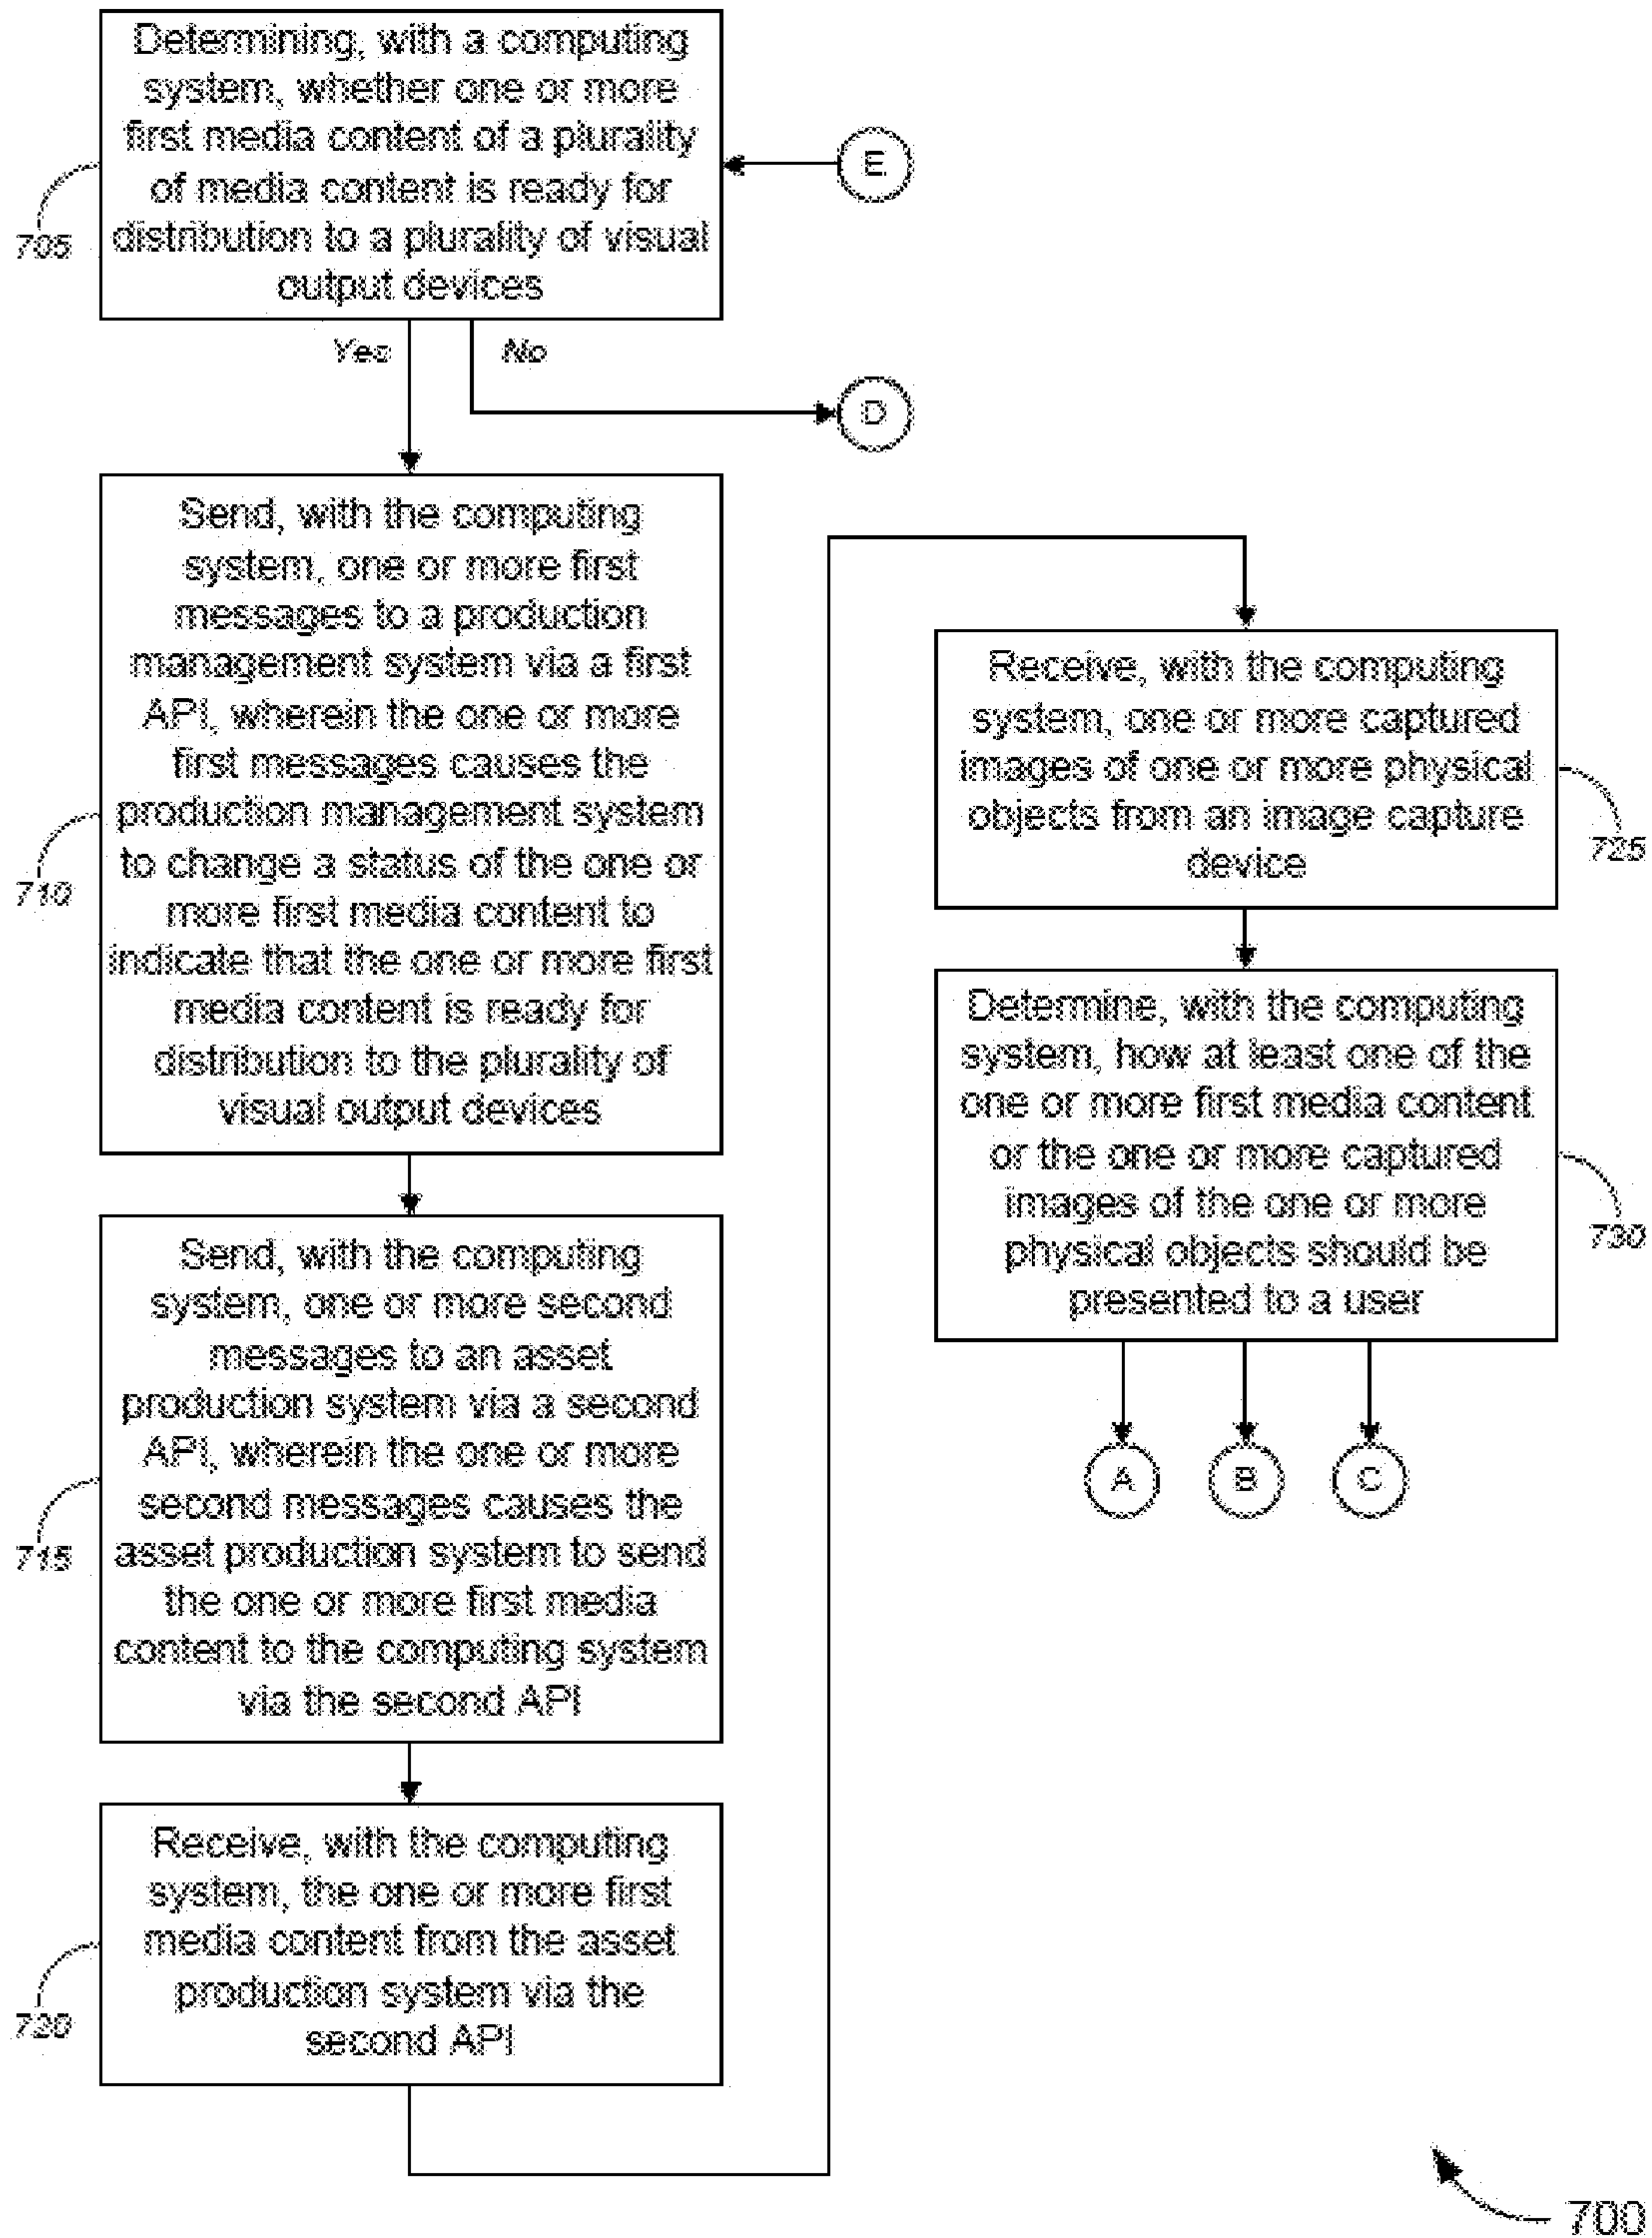 Determining, with a computing
system, whether one or more
first media content of a plurality
of media content is ready for
distribution to a plurality of visual
output devices
705
E
Yes
No
D
Send, with the computing
system, one or more first
messages to a production
management system via a first
API, wherein the one or more
first messages causes the
production management system
to change a status of the one or
more first media content to
indicate that the one or more first
media content is ready for
distribution to the plurality of
visual output devices
710
Send, with the computing
system, one or more second
messages to an asset
production system via a second
API, wherein the one or more
second messages causes the
asset production system to send
the one or more first media
content to the computing system
via the second API
715
Receive, with the computing
system, the one or more first
media content from the asset
production system via the
second API
720
Receive, with the computing
system, one or more captured
images of one or more physical
objects from an image capture
device
725
Determine, with the computing
system, how at least one of the
one or more first media content
or the one or more captured
images of the one or more
physical objects should be
presented to a user
730
A
B
C
700